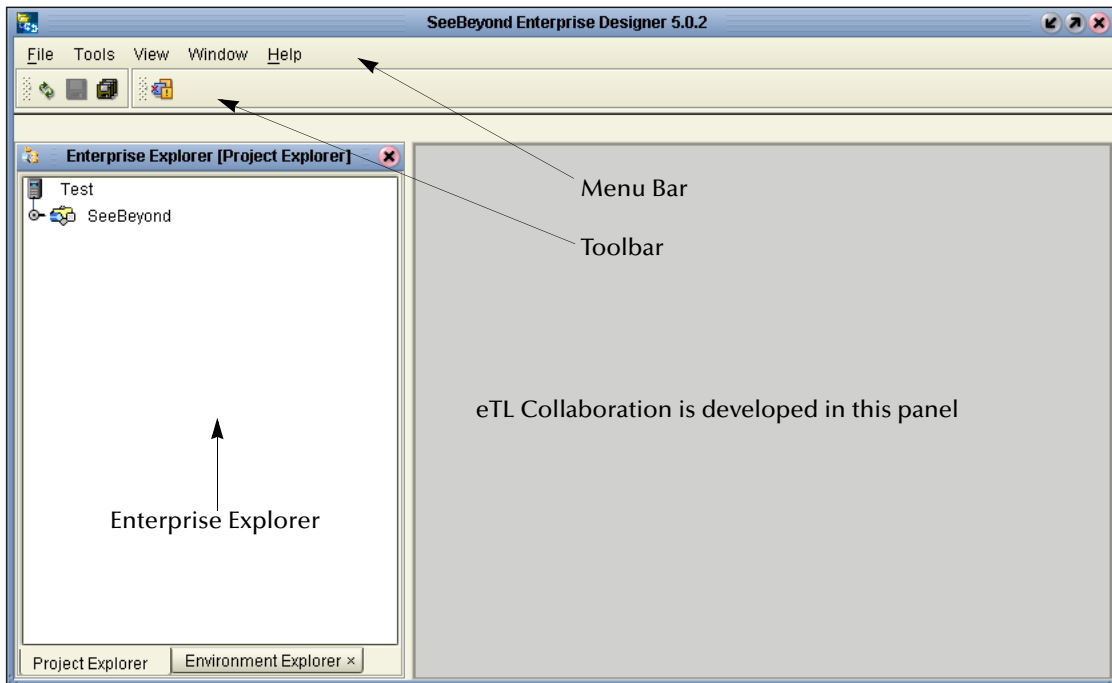 SeeBeyond Enterprise Designer 5.0.2
File Tools View Window Help
Enterprise Explorer [Project Explorer]
Test
SeeBeyond
Menu Bar
Toolbar
eTL Collaboration is developed in this panel
Enterprise Explorer
Project Explorer
Environment Explorer ×